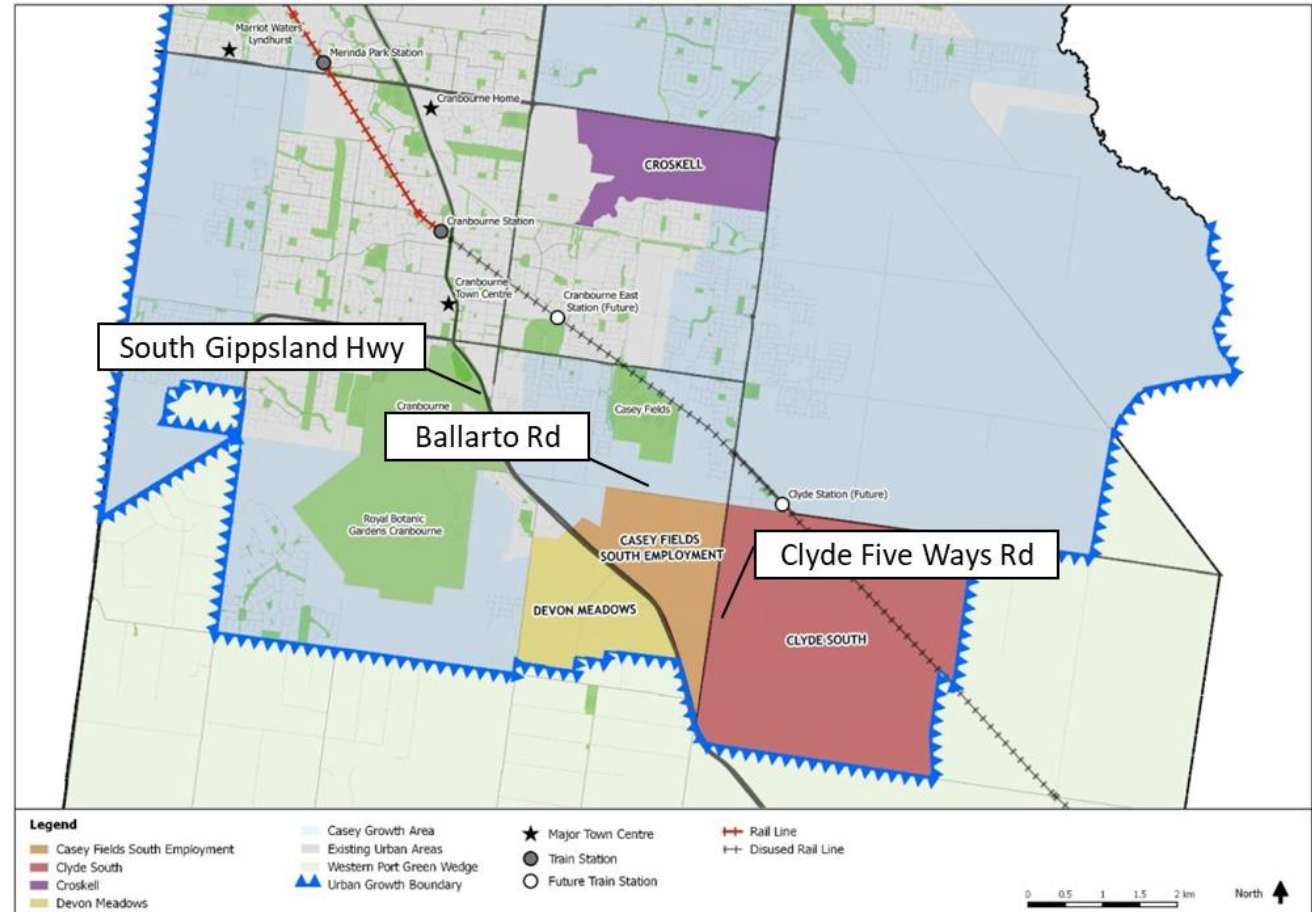 Marriot Waters
Lyndhurst
Merinda Park Station
Cranbourne Home
CROSKELL
Cranbourne Station
Cranbourne
Town Centre
Cranbourne East
Station (Future)
South Gippsland Hwy
Cranbourne
Casey Fields
Ballarto Rd
Clyde Station (Future)
Royal Botanic
Gardens Cranbourne
CASEY FIELDS
SOUTH EMPLOYMENT
Clyde Five Ways Rd
DEVON MEADOWS
CLYDE SOUTH
Legend
Casey Fields South Employment
Clyde South
Croskell
Devon Meadows
Casey Growth Area
Existing Urban Areas
Western Port Green Wedge
Urban Growth Boundary
Major Town Centre
Train Station
Future Train Station
Rail Line
Disused Rail Line
0 0.5 1 1.5 2 km
North